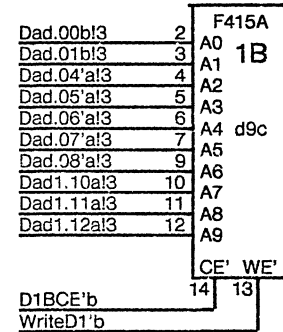 F415A
1B
Dad.00b!3 2 A0
Dad.01b!3 3 A1
Dad.04'a!3 4 A2
Dad.05'a!3 5 A3
Dad.06'a!3 6 A4 d9c
Dad.07'a!3 7 A5
Dad.08'a!3 9 A6
Dad1.10a!3 10 A7
Dad1.11a!3 11 A8
Dad1.12a!3 12 A9
CE' WE'
14 13
D1BCE'b
WriteD1'b